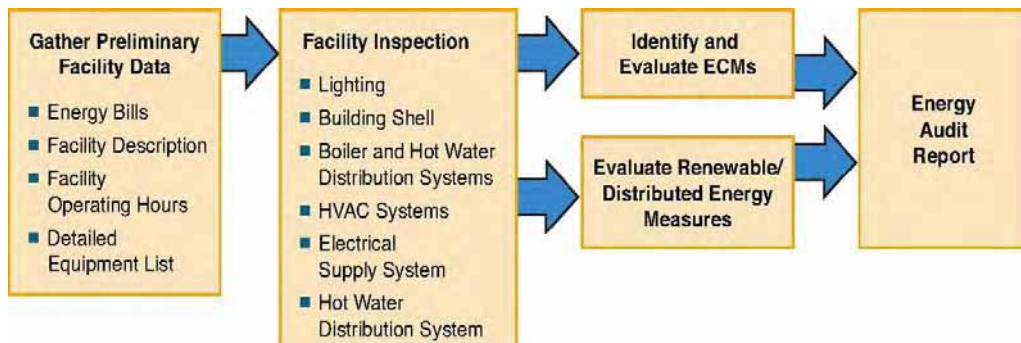 Gather Preliminary
Facility Data
Energy Bills
Facility Description
Facility
Operating Hours
Detailed
Equipment List
Facility Inspection
Lighting
Building Shell
Boiler and Hot Water
Distribution Systems
HVAC Systems
Electrical
Supply System
Hot Water
Distribution System
Identify and
Evaluate ECMs
Evaluate Renewable/
Distributed Energy
Measures
Energy
Audit
Report